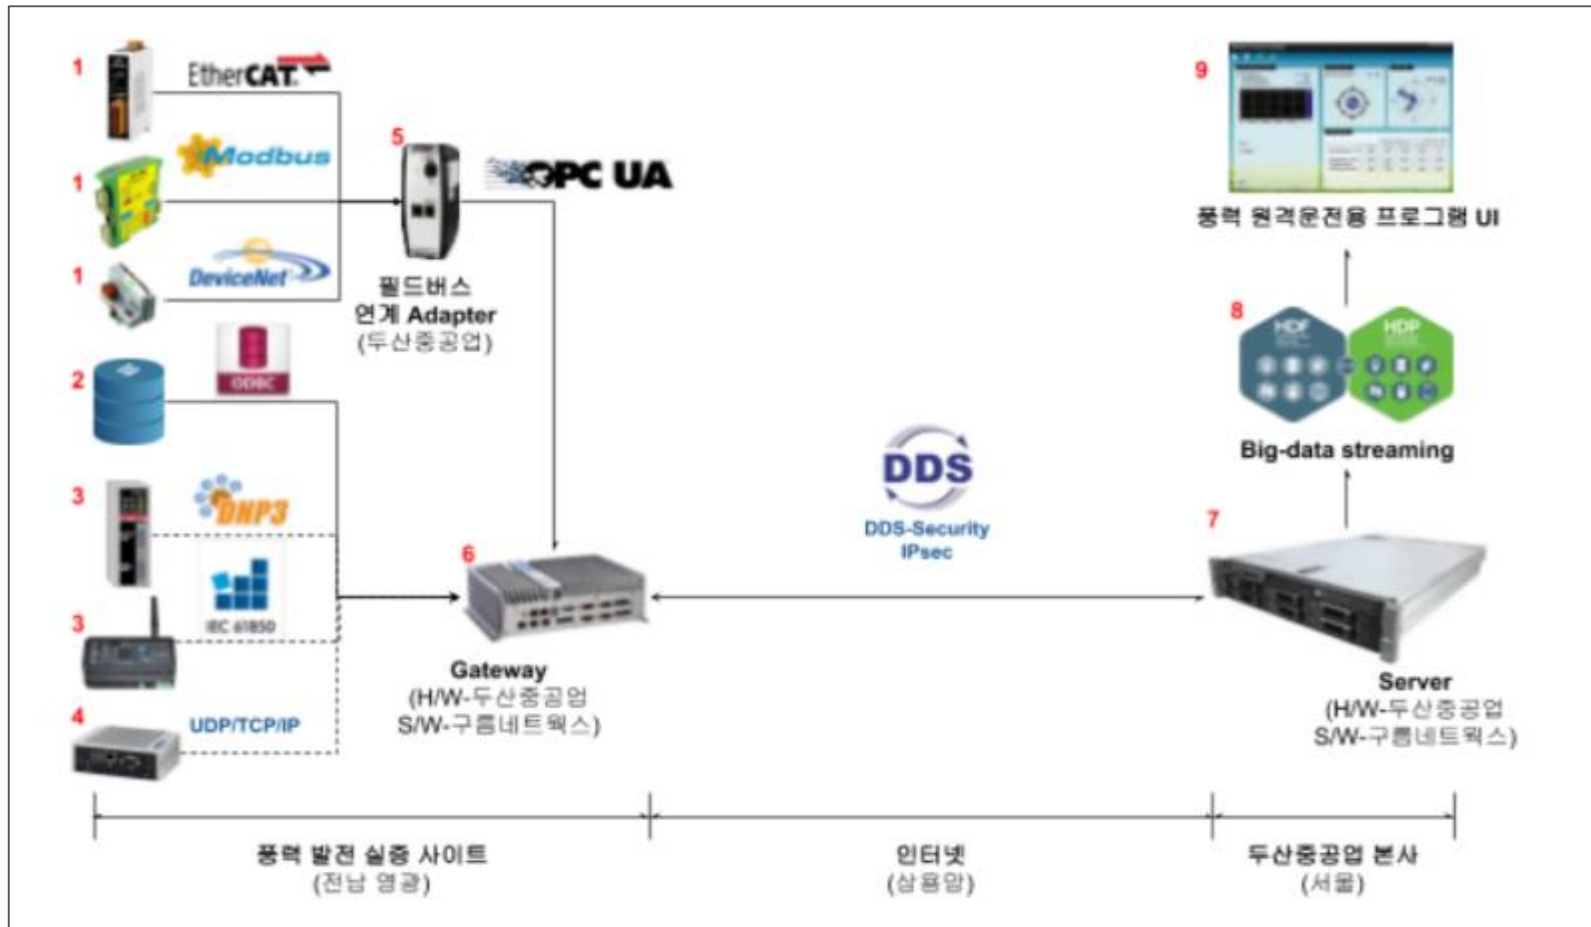 1
EtherCAT
9
1
Modbus
5
OPC UA
풍력 원격운전용 프로그램 UI
1
DeviceNet
필드버스
연계 Adapter
(두산중공업)
8
HDF
HDP
2
ODBC
Big-data streaming
DDS
DDS-Security
IPsec
3
DNP3
7
6
IEC 61850
3
Gateway
(H/W-두산중공업
S/W-구름네트웍스)
Server
(H/W-두산중공업
S/W-구름네트웍스)
4
UDP/TCP/IP
풍력 발전 실증 사이트
(전남 영광)
인터넷
(상용망)
두산중공업 본사
(서울)